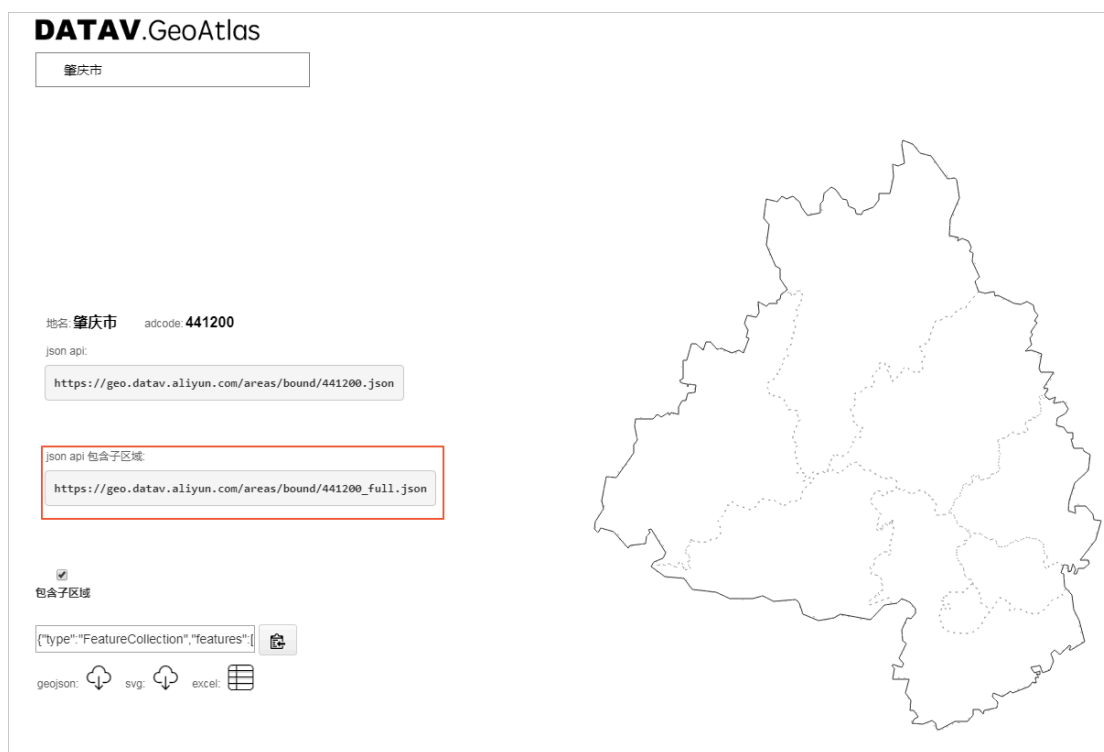 DATAV.GeoAtlas
肇庆市
地名: 肇庆市 adcode: 441200
json api:
https://geo.datav.aliyun.com/areas/bound/441200.json
json api 包含子区域:
https://geo.datav.aliyun.com/areas/bound/441200_full.json
包含子区域
{"type":"FeatureCollection","features":[
geojson: svg: excel: